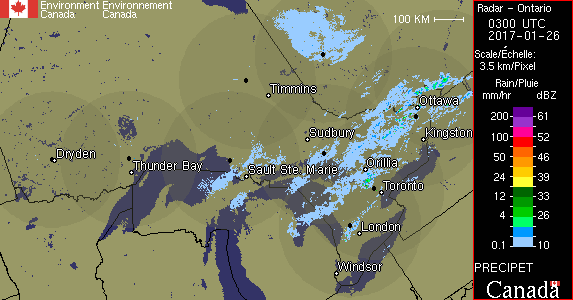 Environment Environnement
Canada Canada
100 KM
Timmins
Ottawa
Sudbury
Kingston
Dryden
Thunder Bay
Orillia
Sault Ste. Marie
Toronto
London
Windsor
Radar - Ontario
0300 UTC
2017-01-26
Scale/Échelle:
3.5 km/Pixel
Rain/Pluie
mm/hr dBZ
200 61
100 52
50 46
24 39
12 33
4 26
0.1 10
PRECIPET
Canada